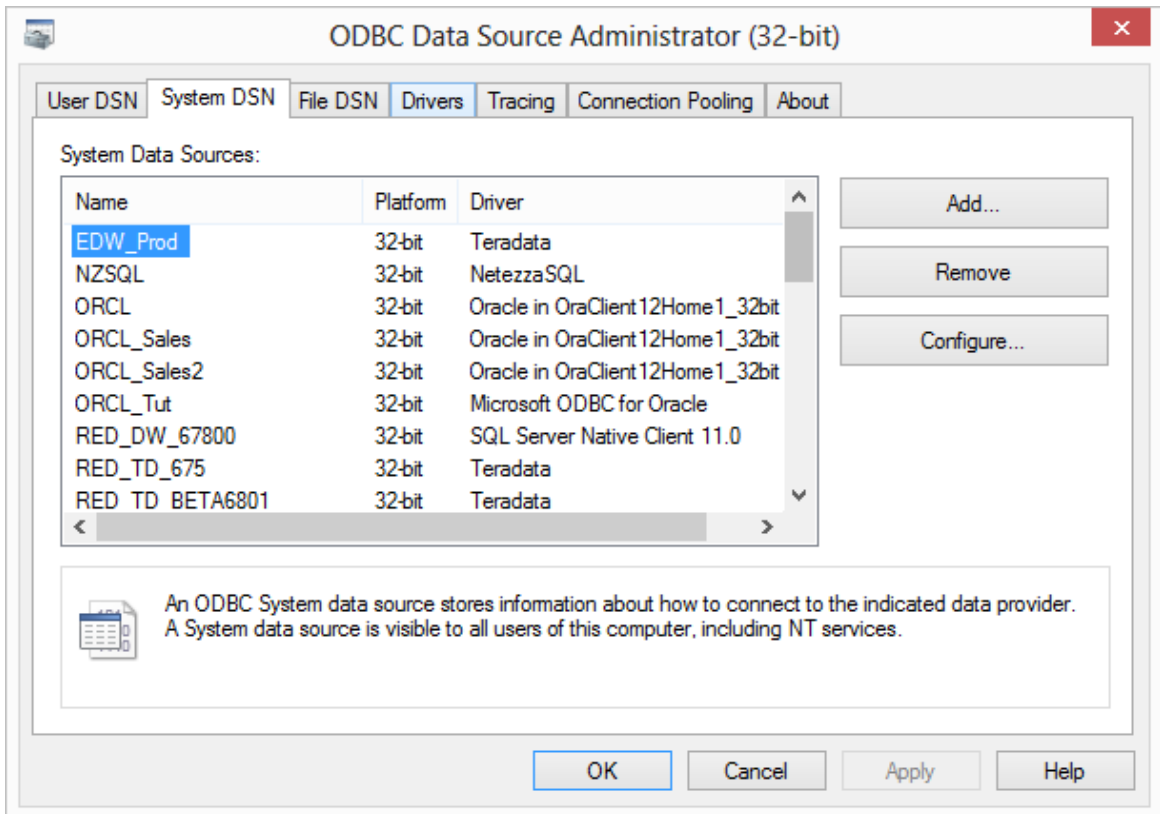 ODBC Data Source Administrator (32-bit)
User DSN System DSN File DSN Drivers Tracing Connection Pooling About
System Data Sources:
Name Platform Driver
EDW_Prod 32-bit Teradata
NZSQL 32-bit NetezzaSQL
ORCL 32-bit Oracle in OraClient12Home1_32bit
ORCL_Sales 32-bit Oracle in OraClient12Home1_32bit
ORCL_Sales2 32-bit Oracle in OraClient12Home1_32bit
ORCL_Tut 32-bit Microsoft ODBC for Oracle
RED_DW_67800 32-bit SQL Server Native Client 11.0
RED_TD_675 32-bit Teradata
RED_TD_BETA6801 32-bit Teradata
Add...
Remove
Configure...
An ODBC System data source stores information about how to connect to the indicated data provider.
A System data source is visible to all users of this computer, including NT services.
OK Cancel Apply Help